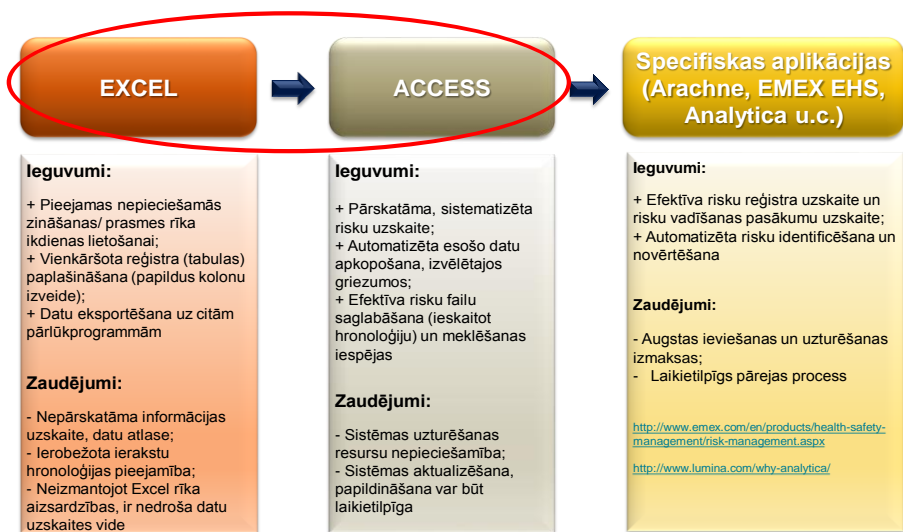 EXCEL
ACCESS
Specifiskas aplikācijas
(Arachne, EMEX EHS,
Analytica u.c.)
Ieguvumi:
+ Pieejamas nepieciešamās
zināšanas/ prasmes rīka
ikdienas lietošanai;
+ Vienkāršota reģistra (tabulas)
paplašināšana (papildus kolonu
izveide);
+ Datu eksportēšana uz citām
pārlūkprogrammām
Zaudējumi:
- Nepārskatāma informācijas
uzskaite, datu atlase;
- Ierobežota ierakstu
hronoloģijas pieejamība;
- Neizmantojot Excel rīka
aizsardzības, ir nedroša datu
uzskaites vide
Ieguvumi:
+ Pārskatāma, sistematizēta
risku uzskaite;
+ Automatizēta esošo datu
apkopošana, izvēlētajos
griezumos;
+ Efektīva risku failu
saglabāšana (ieskaitot
hronoloģiju) un meklēšanas
iespējas
Zaudējumi:
- Sistēmas uzturēšanas
resursu nepieciešamība;
- Sistēmas aktualizēšana,
papildināšana var būt
laikietilpīga
Ieguvumi:
+ Efektīva risku reģistra uzskaite un
risku vadīšanas pasākumu uzskaite;
+ Automatizēta risku identificēšana un
novērtēšana
Zaudējumi:
- Augstas ieviešanas un uzturēšanas
izmaksas;
- Laikietilpīgs pārejas process
http://www.emex.com/en/products/health-safety-
management/risk-management.aspx
http://www.lumina.com/why-analytica/